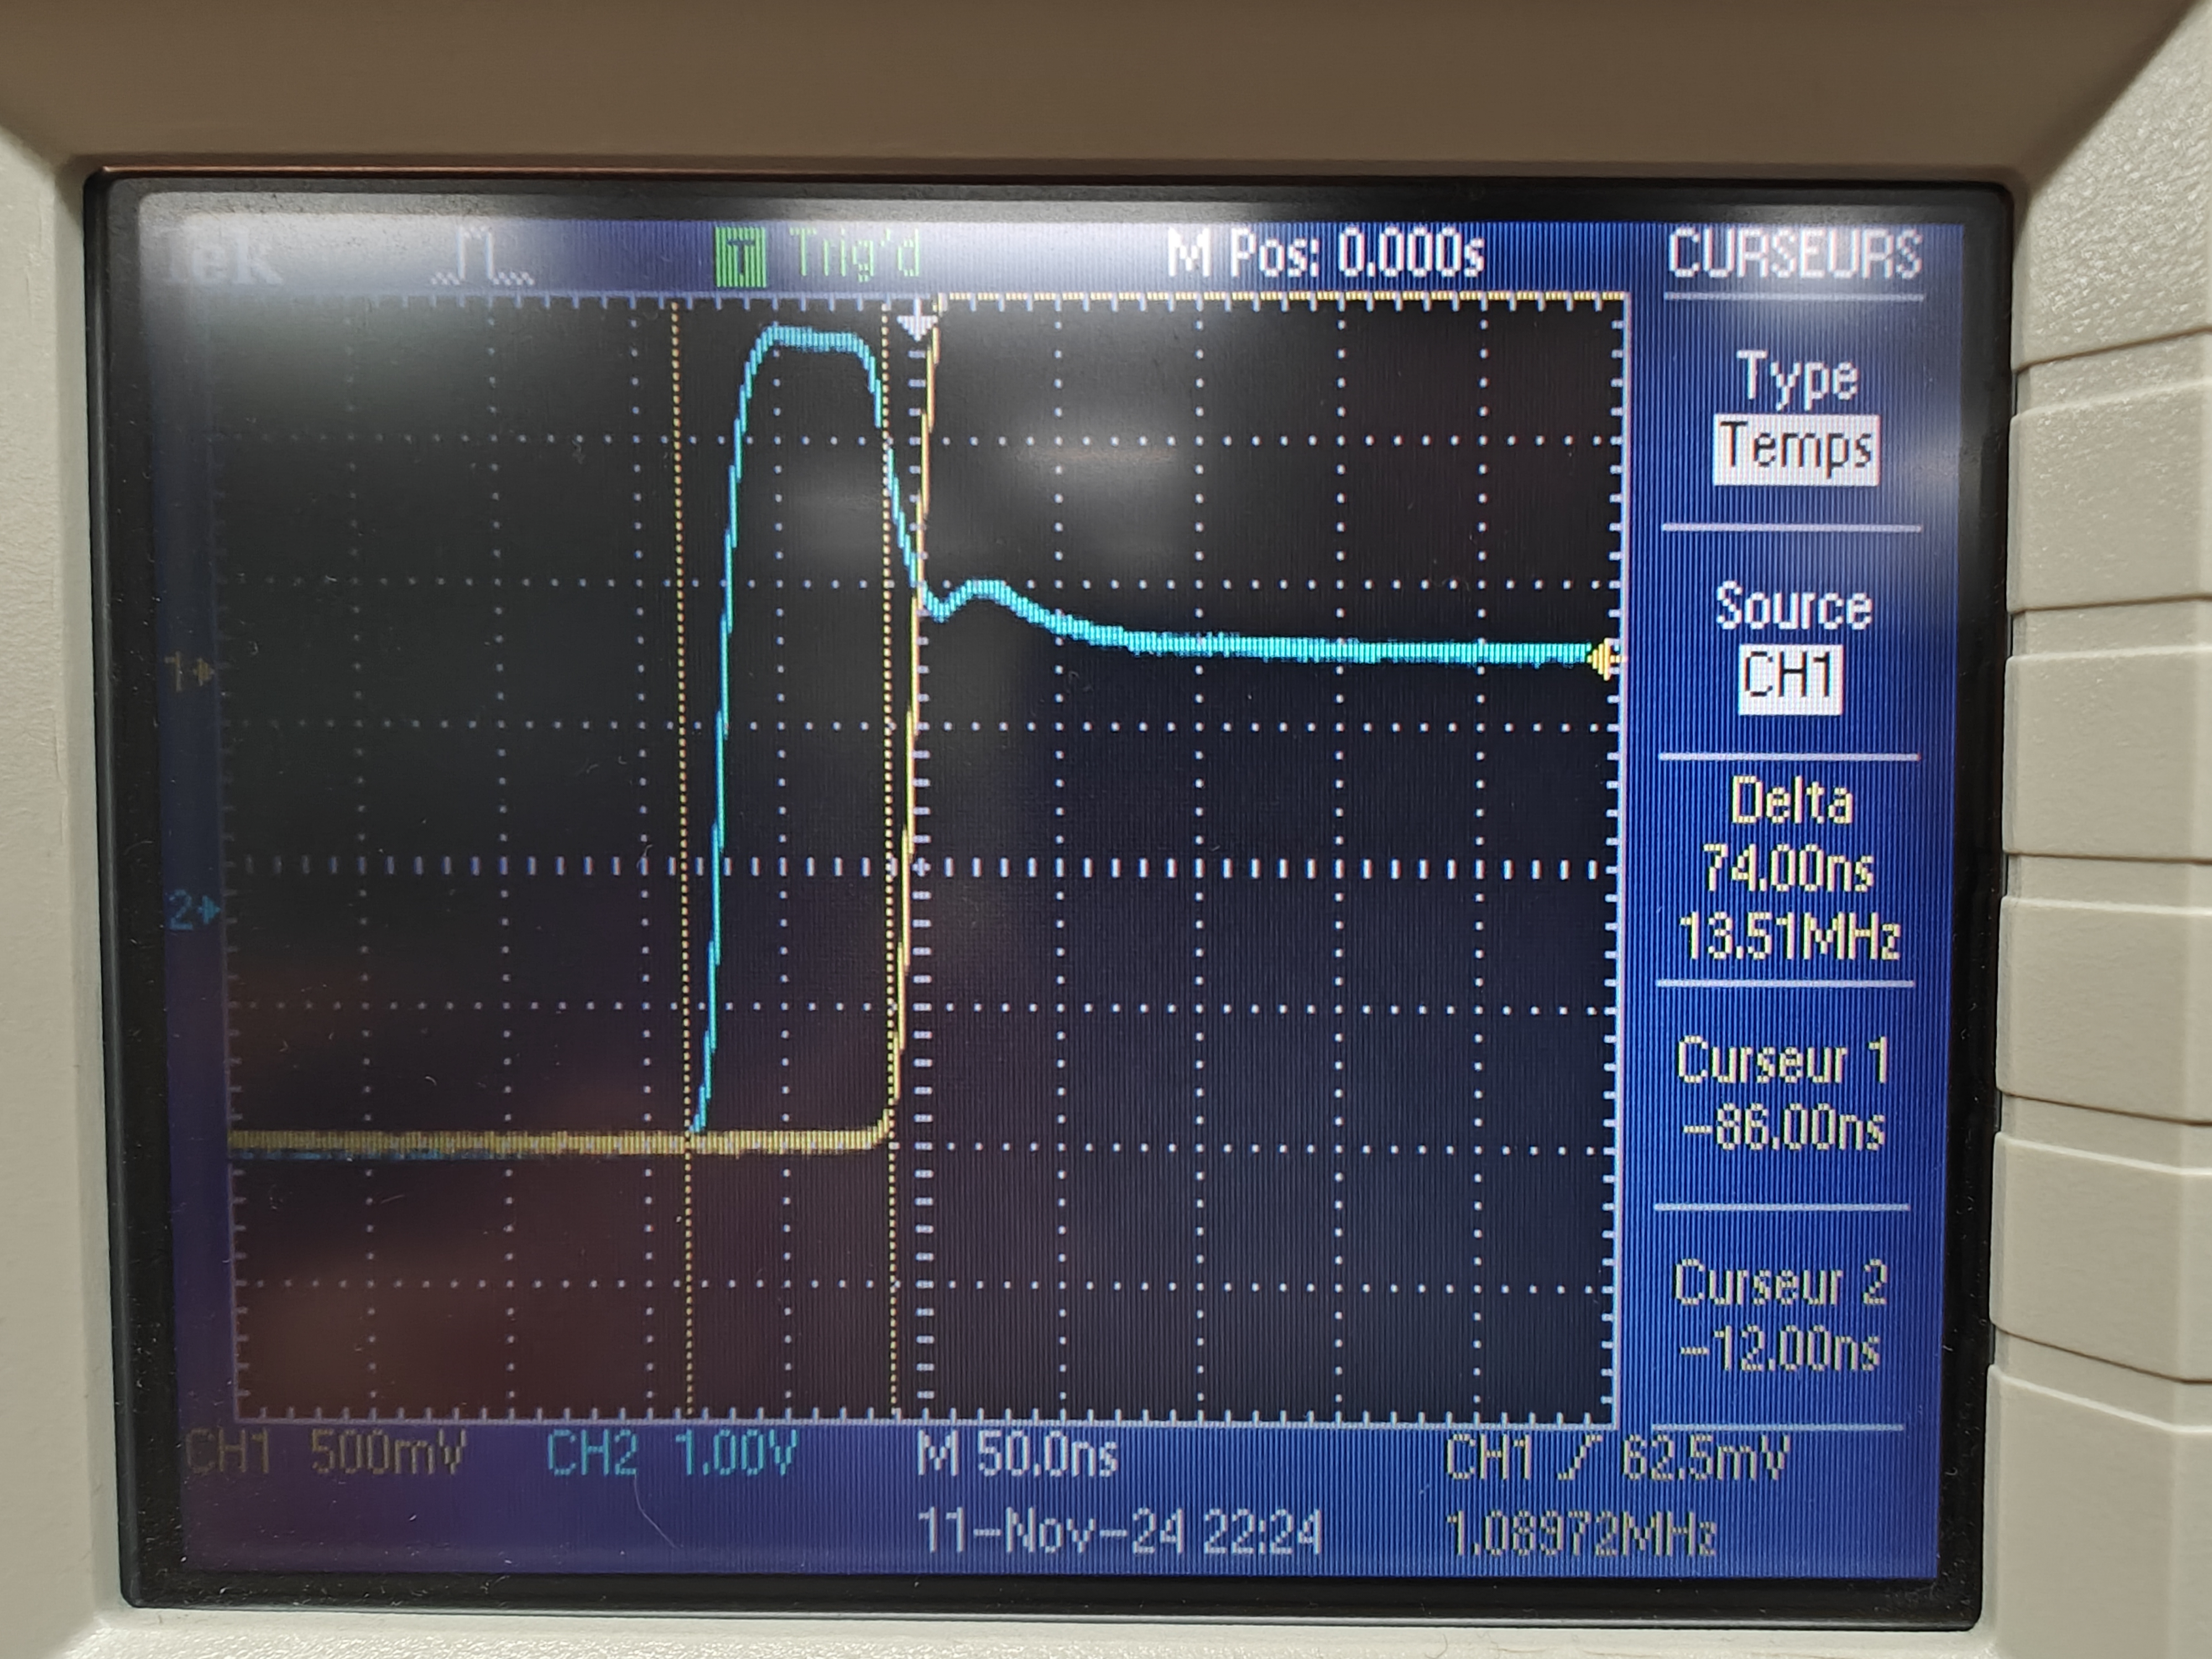 Tek T Trig'd M Pos: 0.000s CURSEURS
Type
Temps
Source
CH1
Delta
74.00ns
13.51MHz
Curseur 1
-86.00ns
Curseur 2
-12.00ns
1
2
CH1 500mV CH2 1.00V M 50.0ns CH1 62.5mV
11-Nov-24 22:24 1.08972MHz